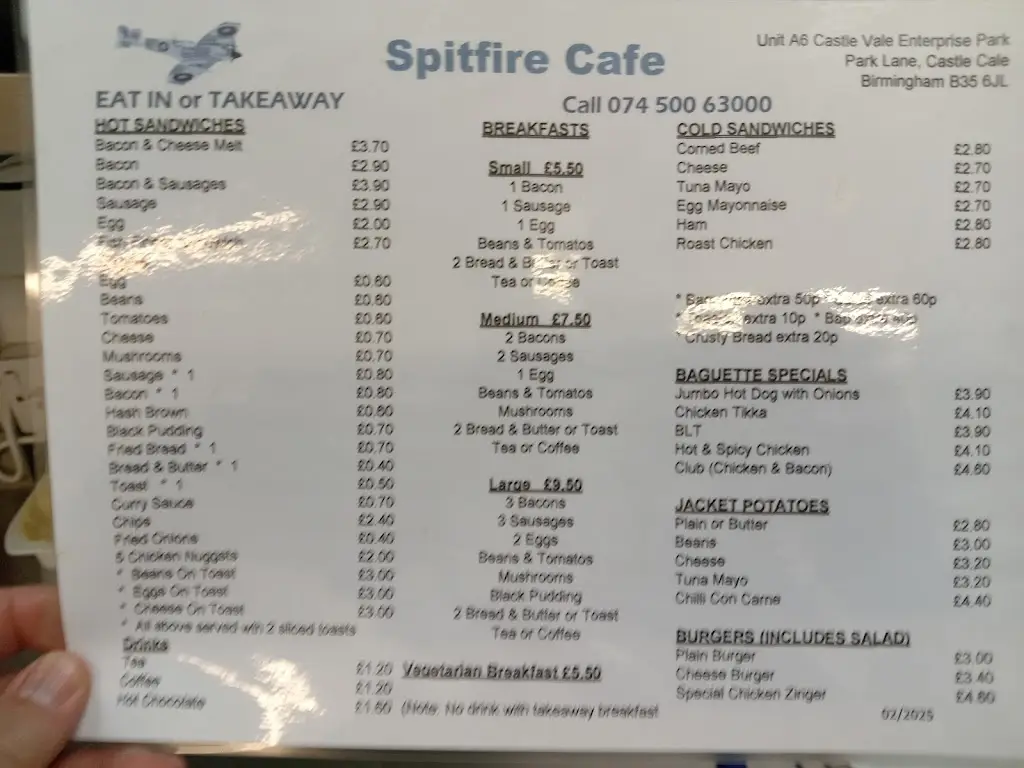 Spitfire Cafe
Unit A6 Castle Vale Enterprise Park
Park Lane, Castle Cale
Birmingham B35 6JL
EAT IN or TAKEAWAY
Call 074 500 63000
HOT SANDWICHES
Bacon & Cheese Melt £3.70
Bacon £2.90
Bacon & Sausages £3.90
Sausage £2.90
Egg £2.00
£2.70
Egg £0.80
Beans £0.80
Tomatoes £0.80
Cheese £0.70
Mushrooms £0.70
Sausage * 1 £0.80
Bacon * 1 £0.80
Hash Brown £0.80
Black Pudding £0.70
Fried Bread * 1 £0.70
Bread & Butter * 1 £0.40
Toast * 1 £0.50
Curry Sauce £0.70
Chips £2.40
Fried Onions £0.40
5 Chicken Nuggets £2.00
* Beans On Toast £3.00
* Eggs On Toast £3.00
* Cheese On Toast £3.00
* All above served with 2 sliced toasts
Drinks
Tea £1.20
Coffee £1.20
Hot Chocolate £1.60
BREAKFASTS
Small £5.50
1 Bacon
1 Sausage
1 Egg
Beans & Tomatos
2 Bread & Butter or Toast
Tea or Coffee
Medium £7.50
2 Bacons
2 Sausages
1 Egg
Beans & Tomatos
Mushrooms
2 Bread & Butter or Toast
Tea or Coffee
Large £9.50
3 Bacons
3 Sausages
2 Eggs
Beans & Tomatos
Mushrooms
Black Pudding
2 Bread & Butter or Toast
Tea or Coffee
Vegetarian Breakfast £5.50
(Note: No drink with takeaway breakfast
COLD SANDWICHES
Corned Beef £2.80
Cheese £2.70
Tuna Mayo £2.70
Egg Mayonnaise £2.70
Ham £2.80
Roast Chicken £2.80
extra 50p extra 60p
* extra 10p * Bap extra
* Crusty Bread extra 20p
BAGUETTE SPECIALS
Jumbo Hot Dog with Onions £3.90
Chicken Tikka £4.10
BLT £3.90
Hot & Spicy Chicken £4.10
Club (Chicken & Bacon) £4.60
JACKET POTATOES
Plain or Butter £2.80
Beans £3.00
Cheese £3.20
Tuna Mayo £3.20
Chilli Con Carne £4.40
BURGERS (INCLUDES SALAD)
Plain Burger £3.00
Cheese Burger £3.40
Special Chicken Zinger £4.60
02/2025